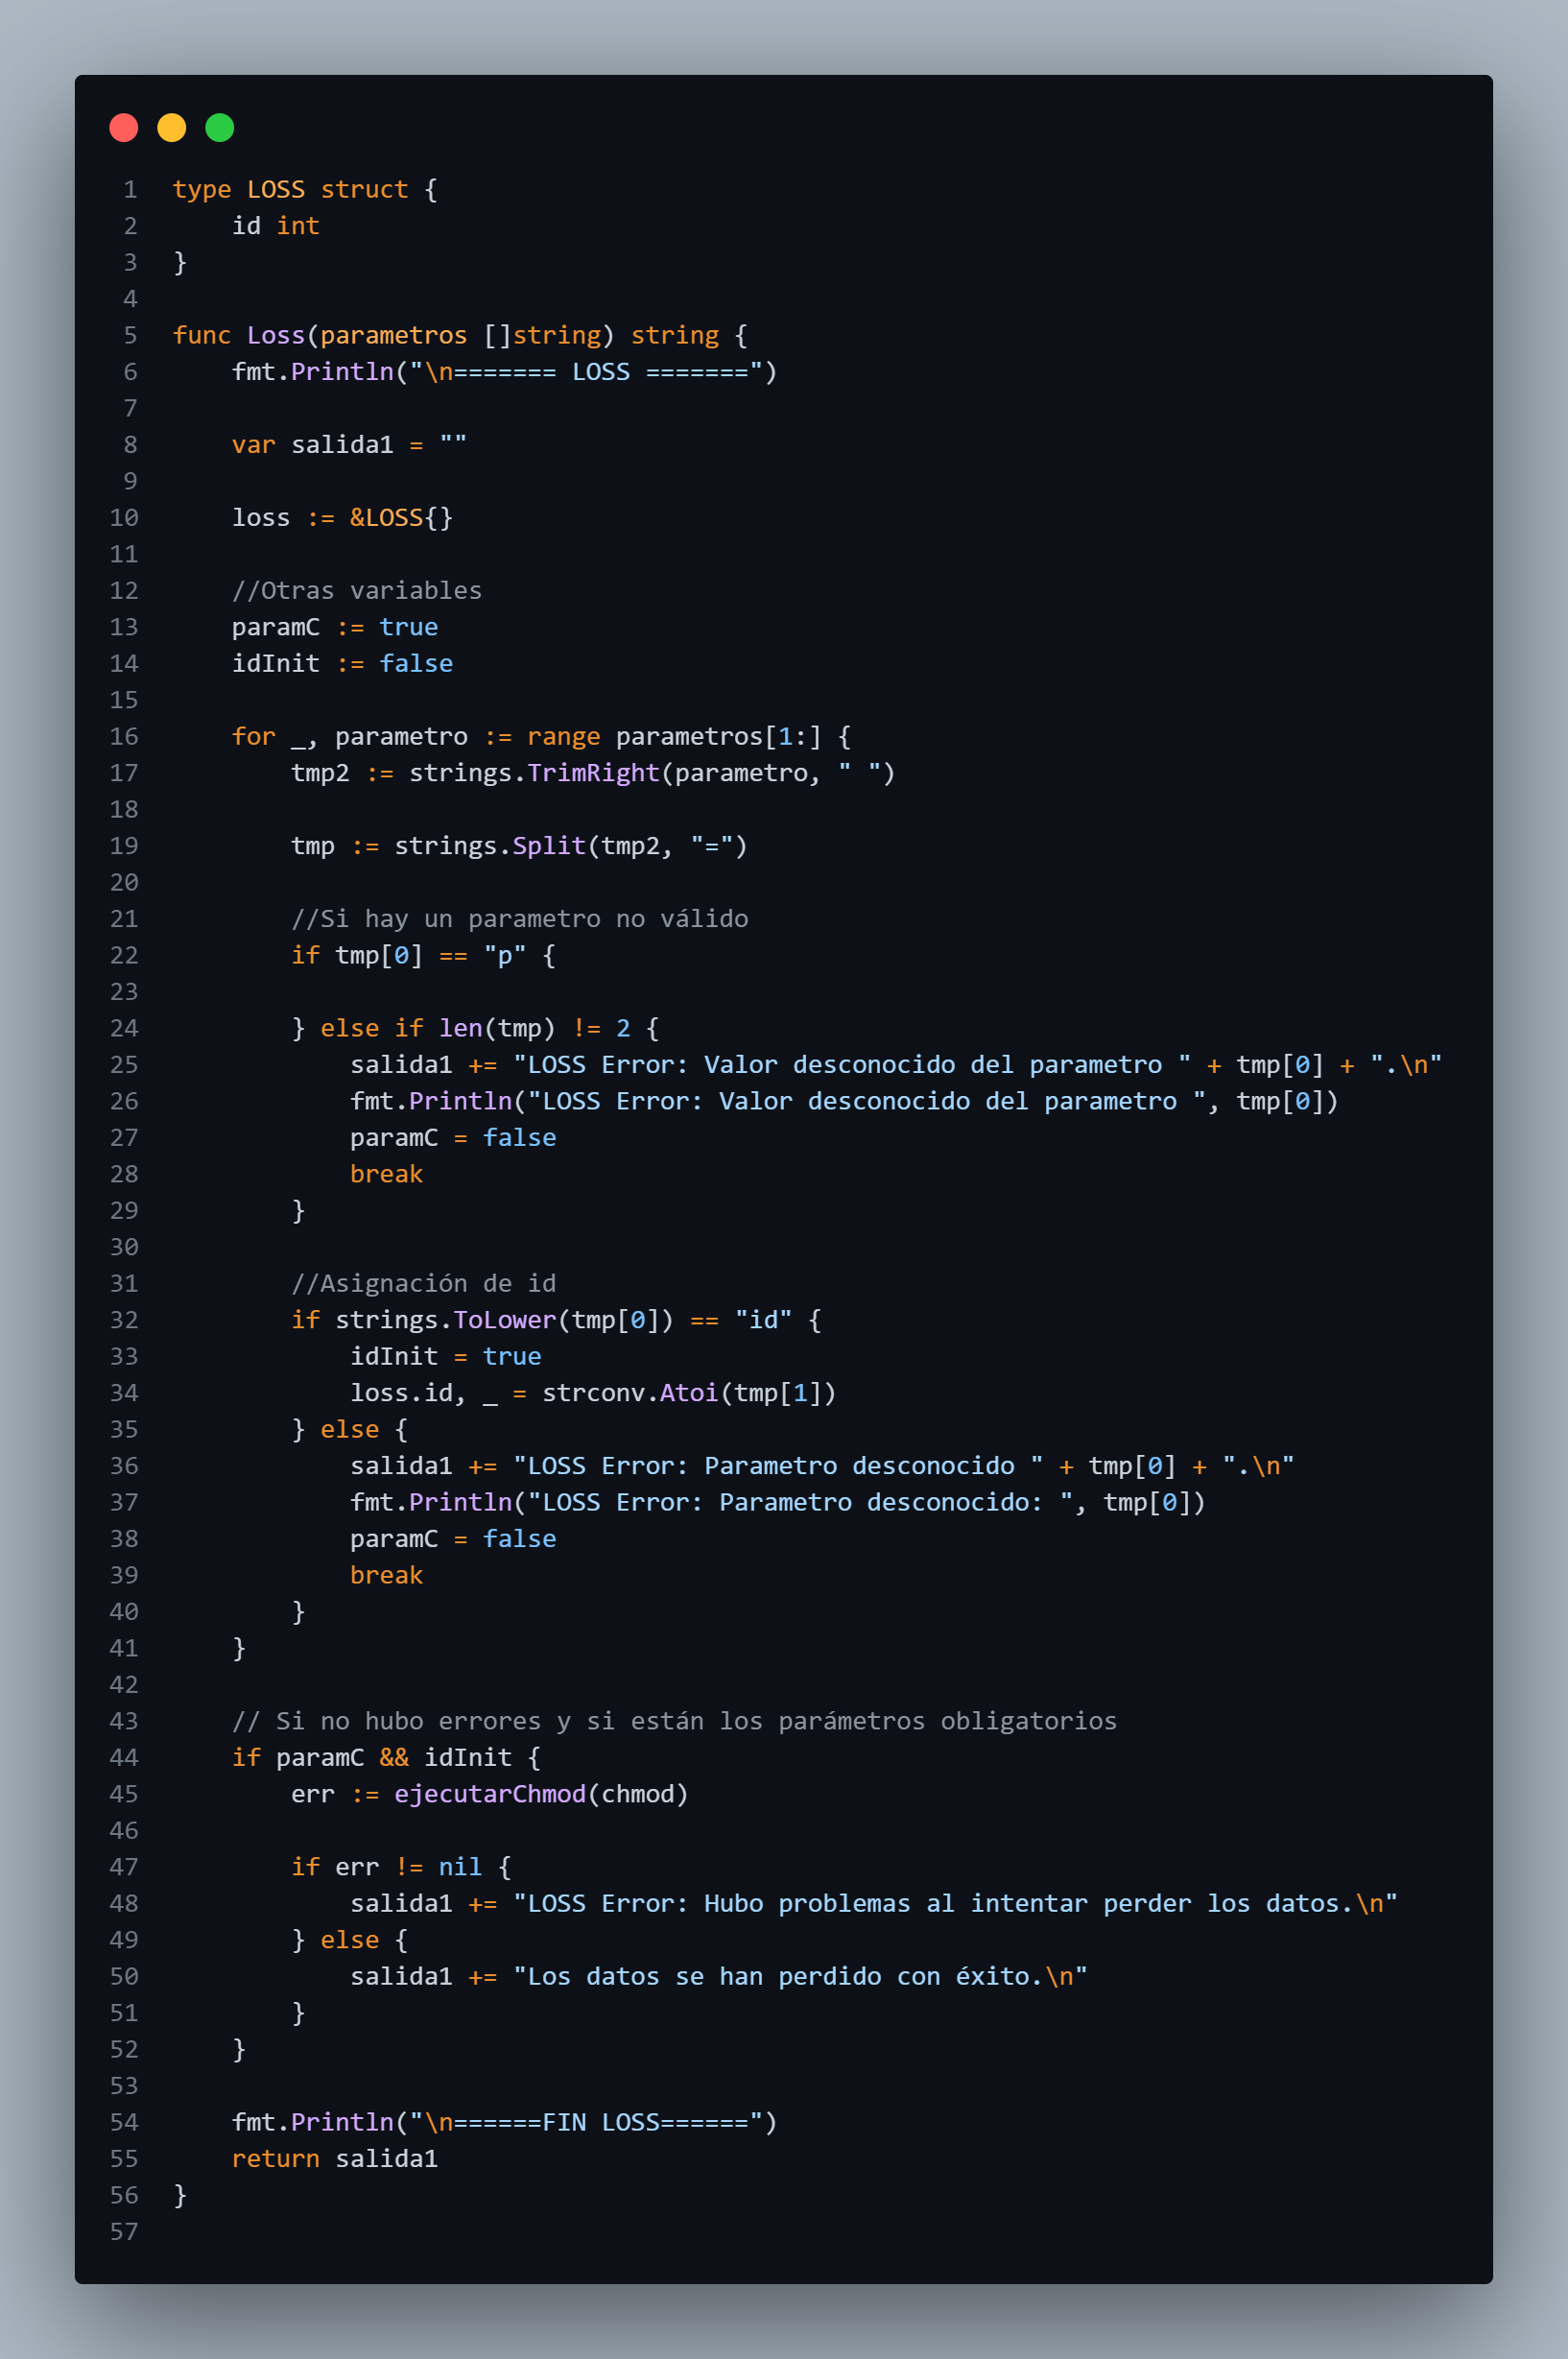 1 type LOSS struct {
2     id int
3 }
4
5 func Loss(parametros []string) string {
6     fmt.Println("\n======= LOSS =======")
7
8     var salida1 = ""
9
10     loss := &LOSS{}
11
12     //Otras variables
13     paramC := true
14     idInit := false
15
16     for _, parametro := range parametros[1:] {
17         tmp2 := strings.TrimRight(parametro, " ")
18
19         tmp := strings.Split(tmp2, "=")
20
21         //Si hay un parametro no válido
22         if tmp[0] == "p" {
23
24         } else if len(tmp) != 2 {
25             salida1 += "LOSS Error: Valor desconocido del parametro " + tmp[0] + ".\n"
26             fmt.Println("LOSS Error: Valor desconocido del parametro ", tmp[0])
27             paramC = false
28             break
29         }
30
31         //Asignación de id
32         if strings.ToLower(tmp[0]) == "id" {
33             idInit = true
34             loss.id, _ = strconv.Atoi(tmp[1])
35         } else {
36             salida1 += "LOSS Error: Parametro desconocido " + tmp[0] + ".\n"
37             fmt.Println("LOSS Error: Parametro desconocido: ", tmp[0])
38             paramC = false
39             break
40         }
41     }
42
43     // Si no hubo errores y si están los parámetros obligatorios
44     if paramC && idInit {
45         err := ejecutarChmod(chmod)
46
47         if err != nil {
48             salida1 += "LOSS Error: Hubo problemas al intentar perder los datos.\n"
49         } else {
50             salida1 += "Los datos se han perdido con éxito.\n"
51         }
52     }
53
54     fmt.Println("\n======FIN LOSS======")
55     return salida1
56 }
57